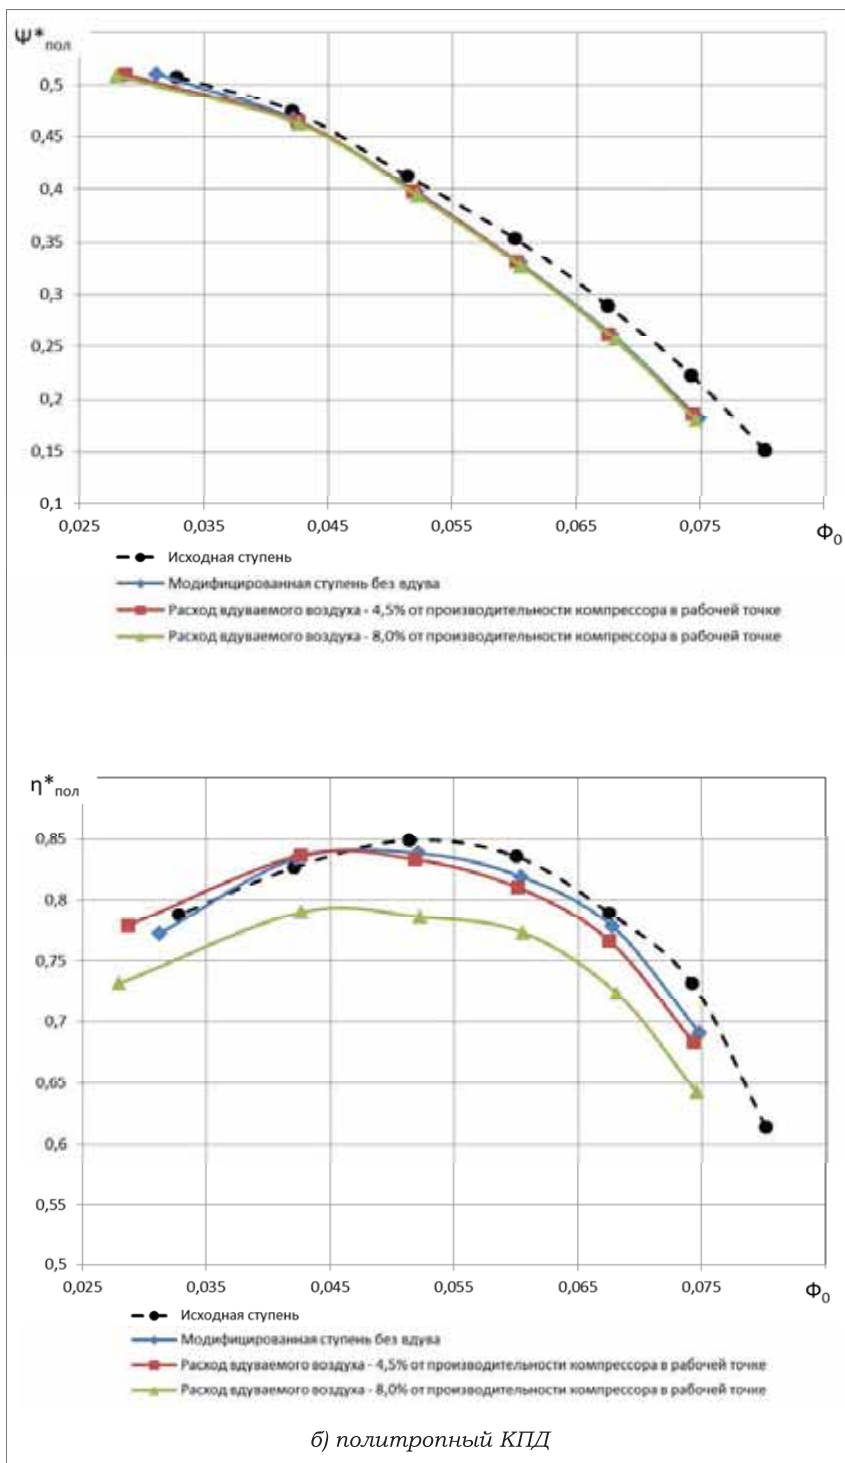 Ψ*пол
0,5
0,45
0,4
0,35
0,3
0,25
0,2
0,15
0,1
0,025 0,035 0,045 0,055 0,065 0,075 Φ0
Исходная ступень
Модифицированная ступень без вдува
Расход вдуваемого воздуха - 4,5% от производительности компрессора в рабочей точке
Расход вдуваемого воздуха - 8,0% от производительности компрессора в рабочей точке
η*пол
0,85
0,8
0,75
0,7
0,65
0,6
0,55
0,5
0,025 0,035 0,045 0,055 0,065 0,075 Φ0
Исходная ступень
Модифицированная ступень без вдува
Расход вдуваемого воздуха - 4,5% от производительности компрессора в рабочей точке
Расход вдуваемого воздуха - 8,0% от производительности компрессора в рабочей точке
б) политропный КПД